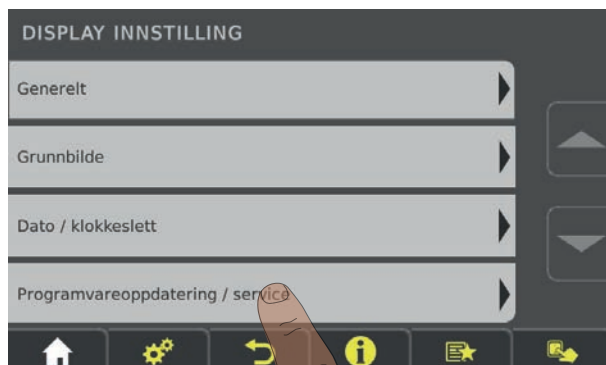 DISPLAY INNSTILLING
Generelt
Grunnbilde
Dato / klokkeslett
Programvareoppdatering / service